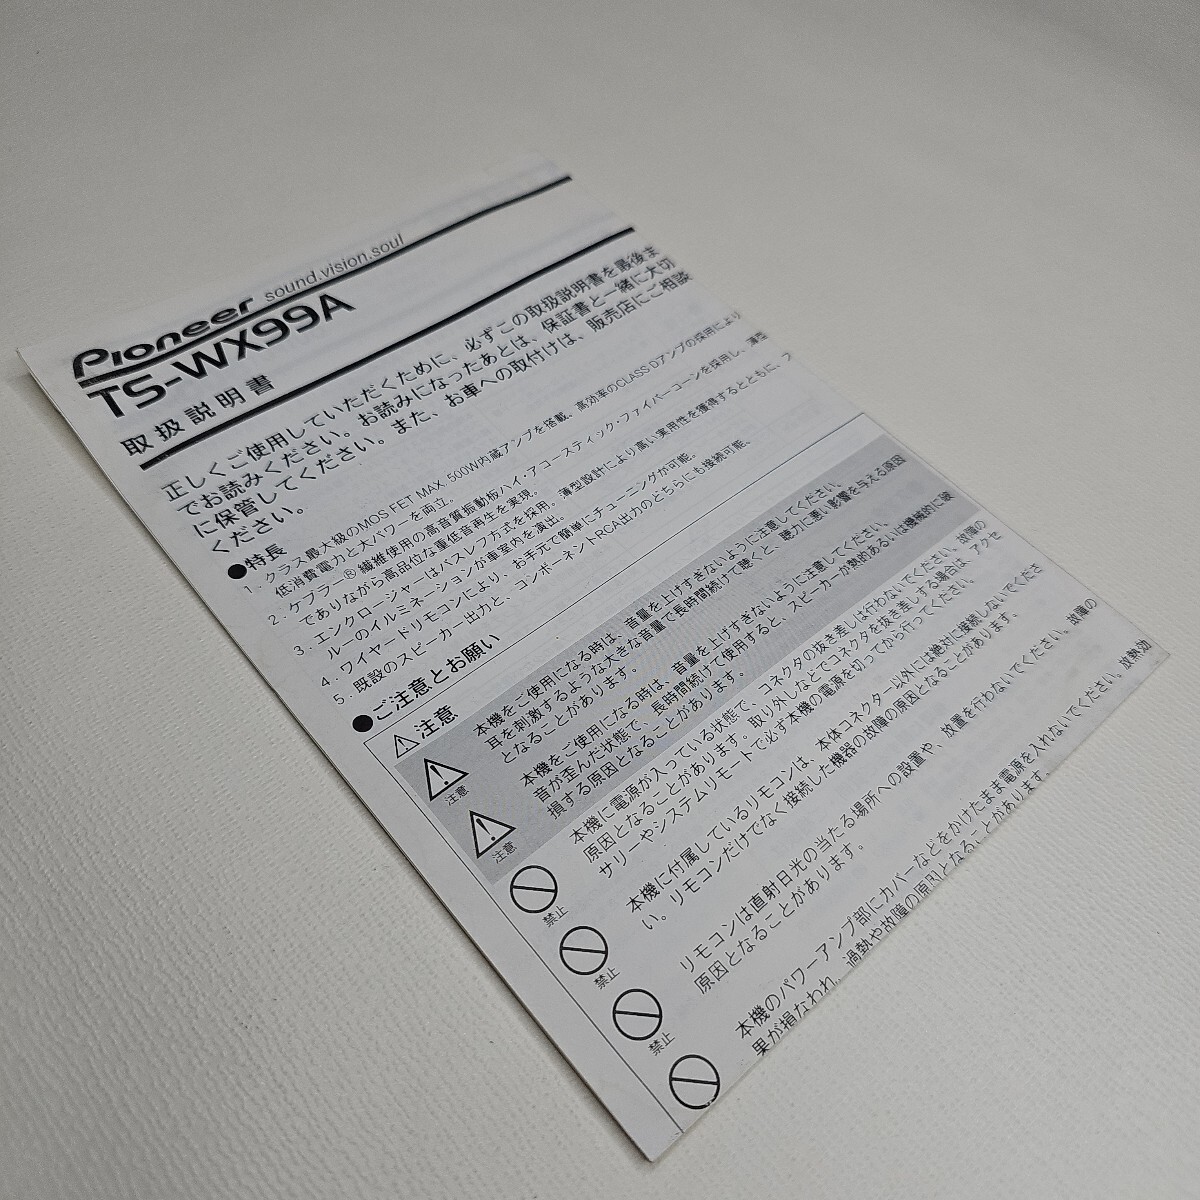 Pioneer sound.vision.soul
TS-WX99A
取扱説明書
正しくご使用していただくために、必ずこの取扱説明書を最後ま
でお読みください。お読みになったあとは、保証書と一緒に大切
に保管してください。また、お車への取付けは、販売店にご相談
ください。
●特長
1. クラス最大級のMOS FET MAX. 500W内蔵アンプを搭載、高効率のCLASS Dアンプの採用により
低消費電力と大パワーを両立。
2. ケブラー®繊維使用の高音質振動板ハイ・アコースティック・ファイバーコーンを採用し、薄型
でありながら高品位な重低音再生を実現。
3. エンクロージャーはバスレフ方式を採用。薄型設計により高い実用性を獲得するとともに、ブ
ルーのイルミネーションが車室内を演出。
4. ワイヤードリモコンにより、お手元で簡単にチューニングが可能。
5. 既設のスピーカー出力と、コンポーネントRCA出力のどちらにも接続可能。
●ご注意とお願い
注意
本機をご使用になる時は、音量を上げすぎないように注意してください。
耳を刺激するような大きな音量で長時間続けて聴くと、聴力に悪い影響を与える原因
となることがあります。
注意
本機をご使用になる時は、音量を上げすぎないように注意してください。
音が歪んだ状態で、長時間続けて使用すると、スピーカーが熱的あるいは機械的に破
損する原因となることがあります。
注意
本機に電源が入っている状態で、コネクタの抜き差しは行わないでください。故障の
原因となることがあります。取り外しなどでコネクタを抜き差しする場合は、アクセ
サリーやシステムリモートで必ず本機の電源を切ってから行ってください。
禁止
本機に付属しているリモコンは、本体コネクター以外には絶対に接続しないでくださ
い。リモコンだけでなく接続した機器の故障の原因となることがあります。
禁止
リモコンは直射日光の当たる場所への設置や、放置を行わないでください。故障の
原因となることがあります。
禁止
本機のパワーアンプ部にカバーなどをかけたまま電源を入れないでください。放熱効
果が損なわれ、過熱や故障の原因となることがあります。